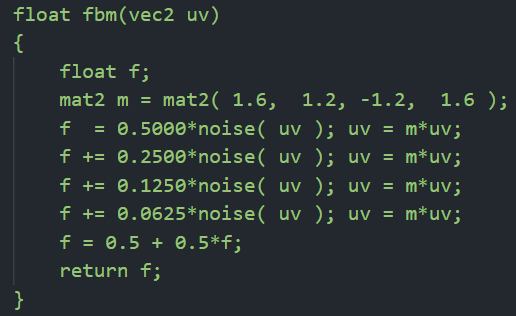 float fbm(vec2 uv)
{
    float f;
    mat2 m = mat2( 1.6,  1.2, -1.2,  1.6 );
    f  = 0.5000*noise( uv ); uv = m*uv;
    f += 0.2500*noise( uv ); uv = m*uv;
    f += 0.1250*noise( uv ); uv = m*uv;
    f += 0.0625*noise( uv ); uv = m*uv;
    f = 0.5 + 0.5*f;
    return f;
}